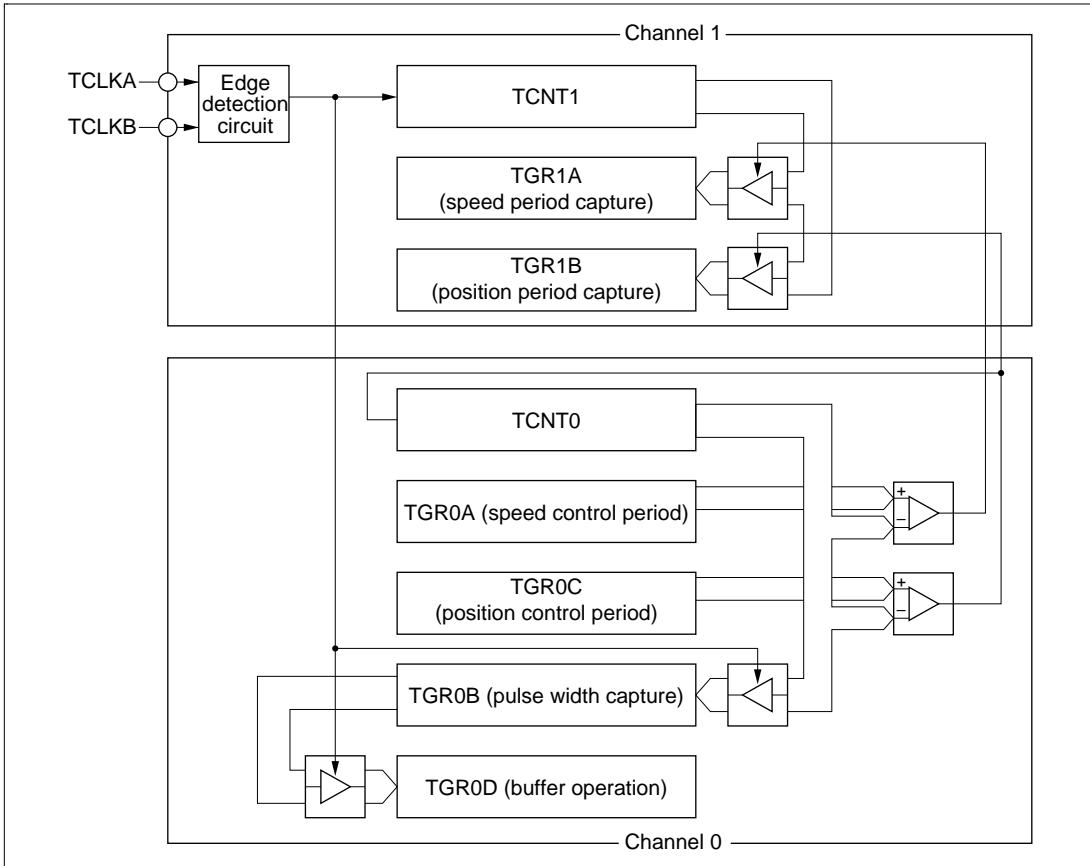 Channel 1
TCLKA
TCLKB
Edge
detection
circuit
TCNT1
TGR1A
(speed period capture)
TGR1B
(position period capture)
TCNT0
TGR0A (speed control period)
+
−
TGR0C
(position control period)
+
−
TGR0B (pulse width capture)
TGR0D (buffer operation)
Channel 0